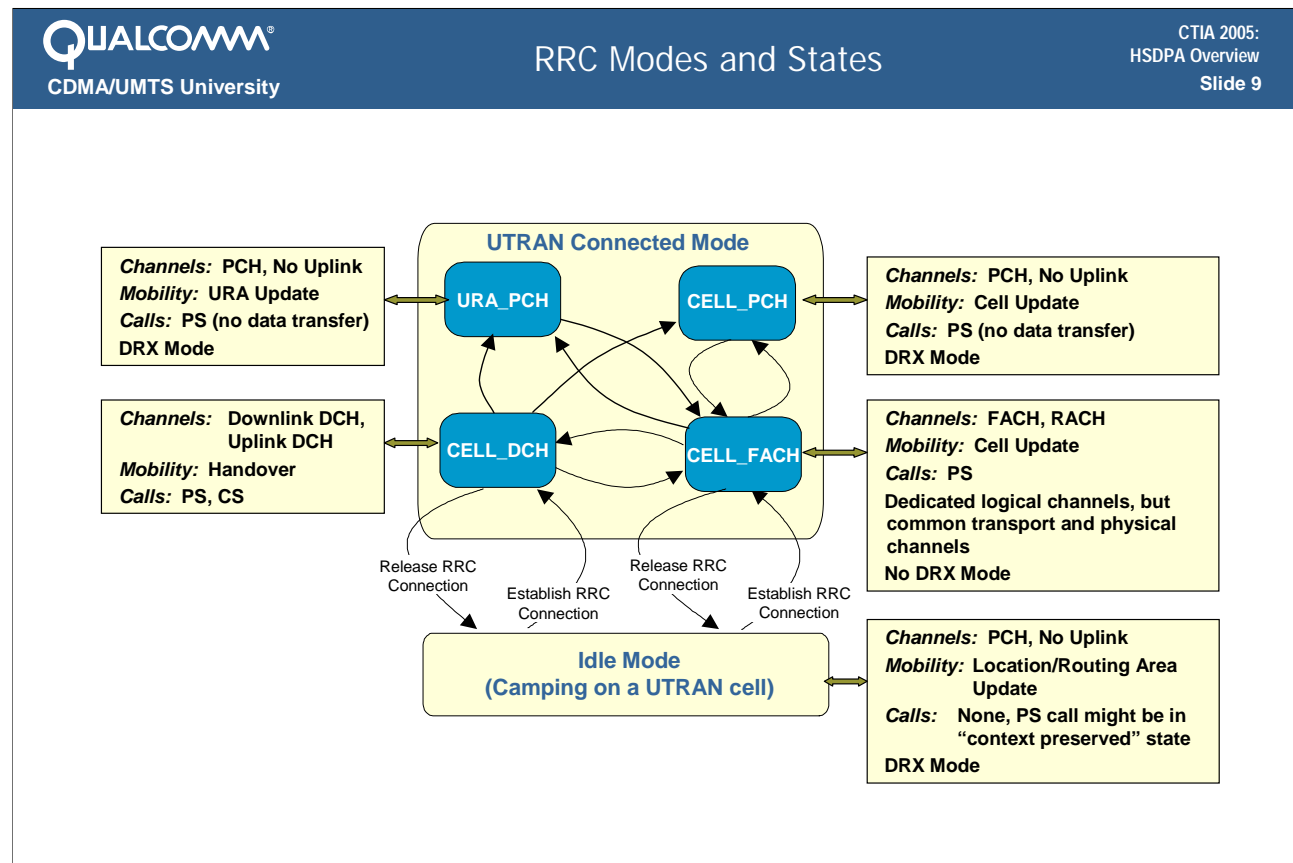 QUALCOMM®
CDMA/UMTS University
RRC Modes and States
CTIA 2005:
HSDPA Overview
Slide 9
UTRAN Connected Mode
URA_PCH
CELL_PCH
CELL_DCH
CELL_FACH
Channels: PCH, No Uplink
Mobility: URA Update
Calls: PS (no data transfer)
DRX Mode
Channels: Downlink DCH,
Uplink DCH
Mobility: Handover
Calls: PS, CS
Channels: PCH, No Uplink
Mobility: Cell Update
Calls: PS (no data transfer)
DRX Mode
Channels: FACH, RACH
Mobility: Cell Update
Calls: PS
Dedicated logical channels, but
common transport and physical
channels
No DRX Mode
Release RRC
Connection
Establish RRC
Connection
Release RRC
Connection
Establish RRC
Connection
Idle Mode
(Camping on a UTRAN cell)
Channels: PCH, No Uplink
Mobility: Location/Routing Area
Update
Calls: None, PS call might be in
“context preserved” state
DRX Mode